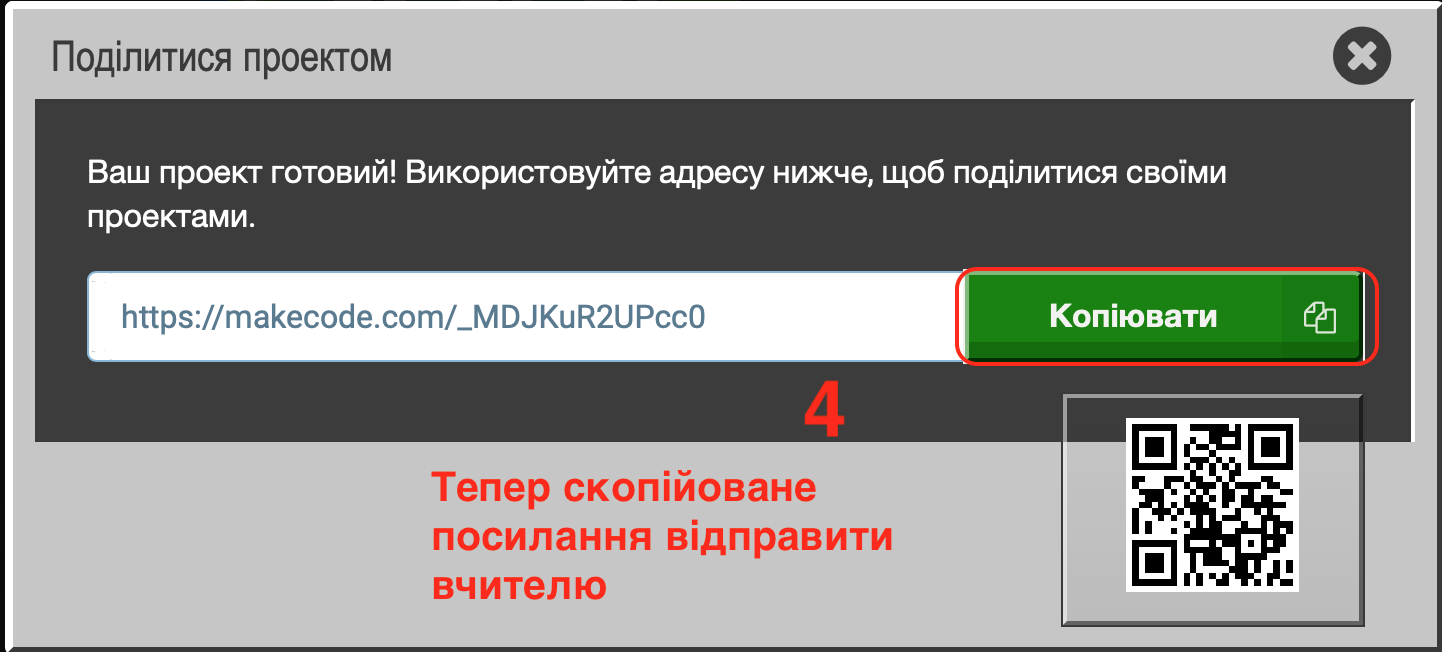 Поділитися проектом
Ваш проект готовий! Використовуйте адресу нижче, щоб поділитися своїми
проектами.
https://makecode.com/_MDJKuR2UPcc0
Копіювати
4
Тепер скопійоване
посилання відправити
вчителю